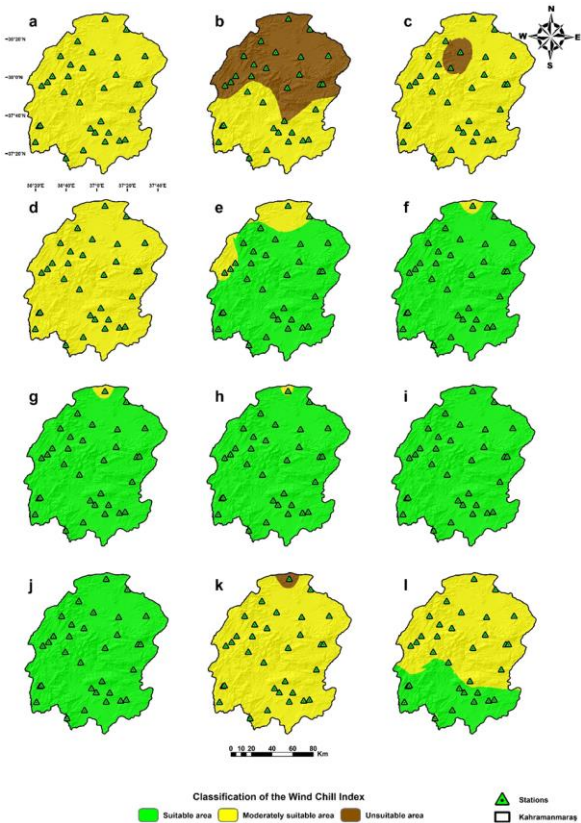 a
b
c
N
W
E
S
38°20'N
38°0'N
37°40'N
37°20'N
36°20'E
36°40'E
37°0'E
37°20'E
37°40'E
d
e
f
g
h
i
j
k
l
0 10 20 40 60 80
Km
Classification of the Wind Chill Index
Suitable area
Moderately suitable area
Unsuitable area
Stations
Kahramanmaraş